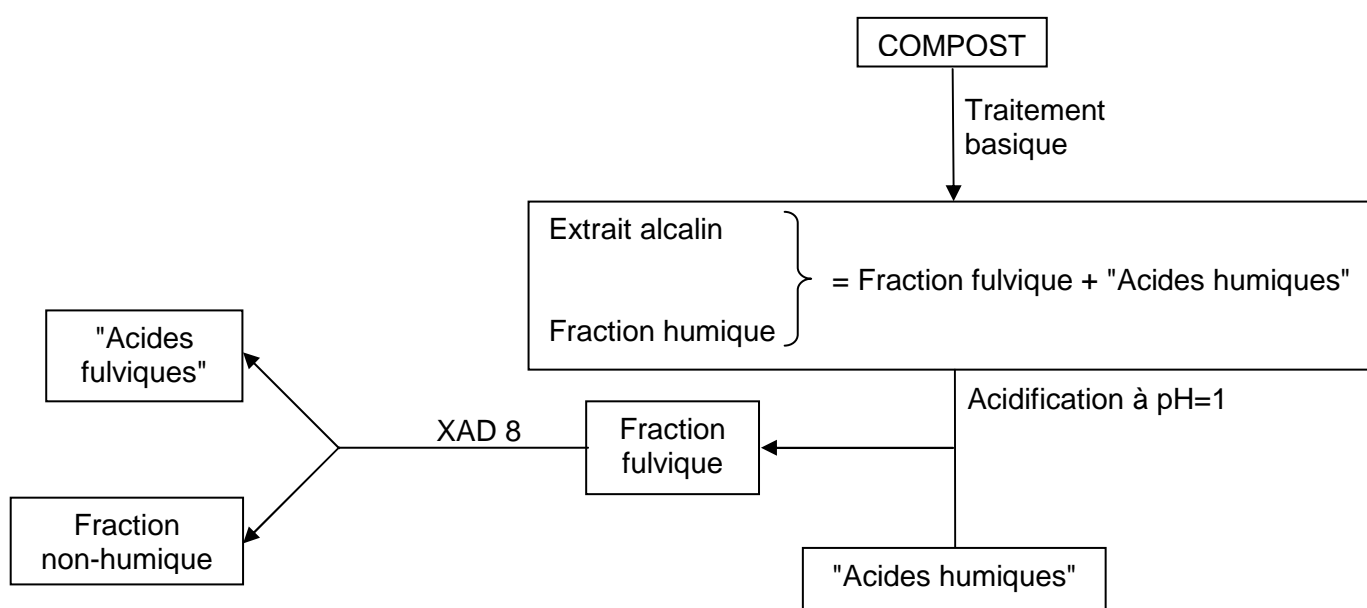 COMPOST
Traitement
basique
Extrait alcalin
= Fraction fulvique + "Acides humiques"
Fraction humique
Acidification à pH=1
"Acides
fulviques"
XAD 8
Fraction
fulvique
Fraction
non-humique
"Acides humiques"